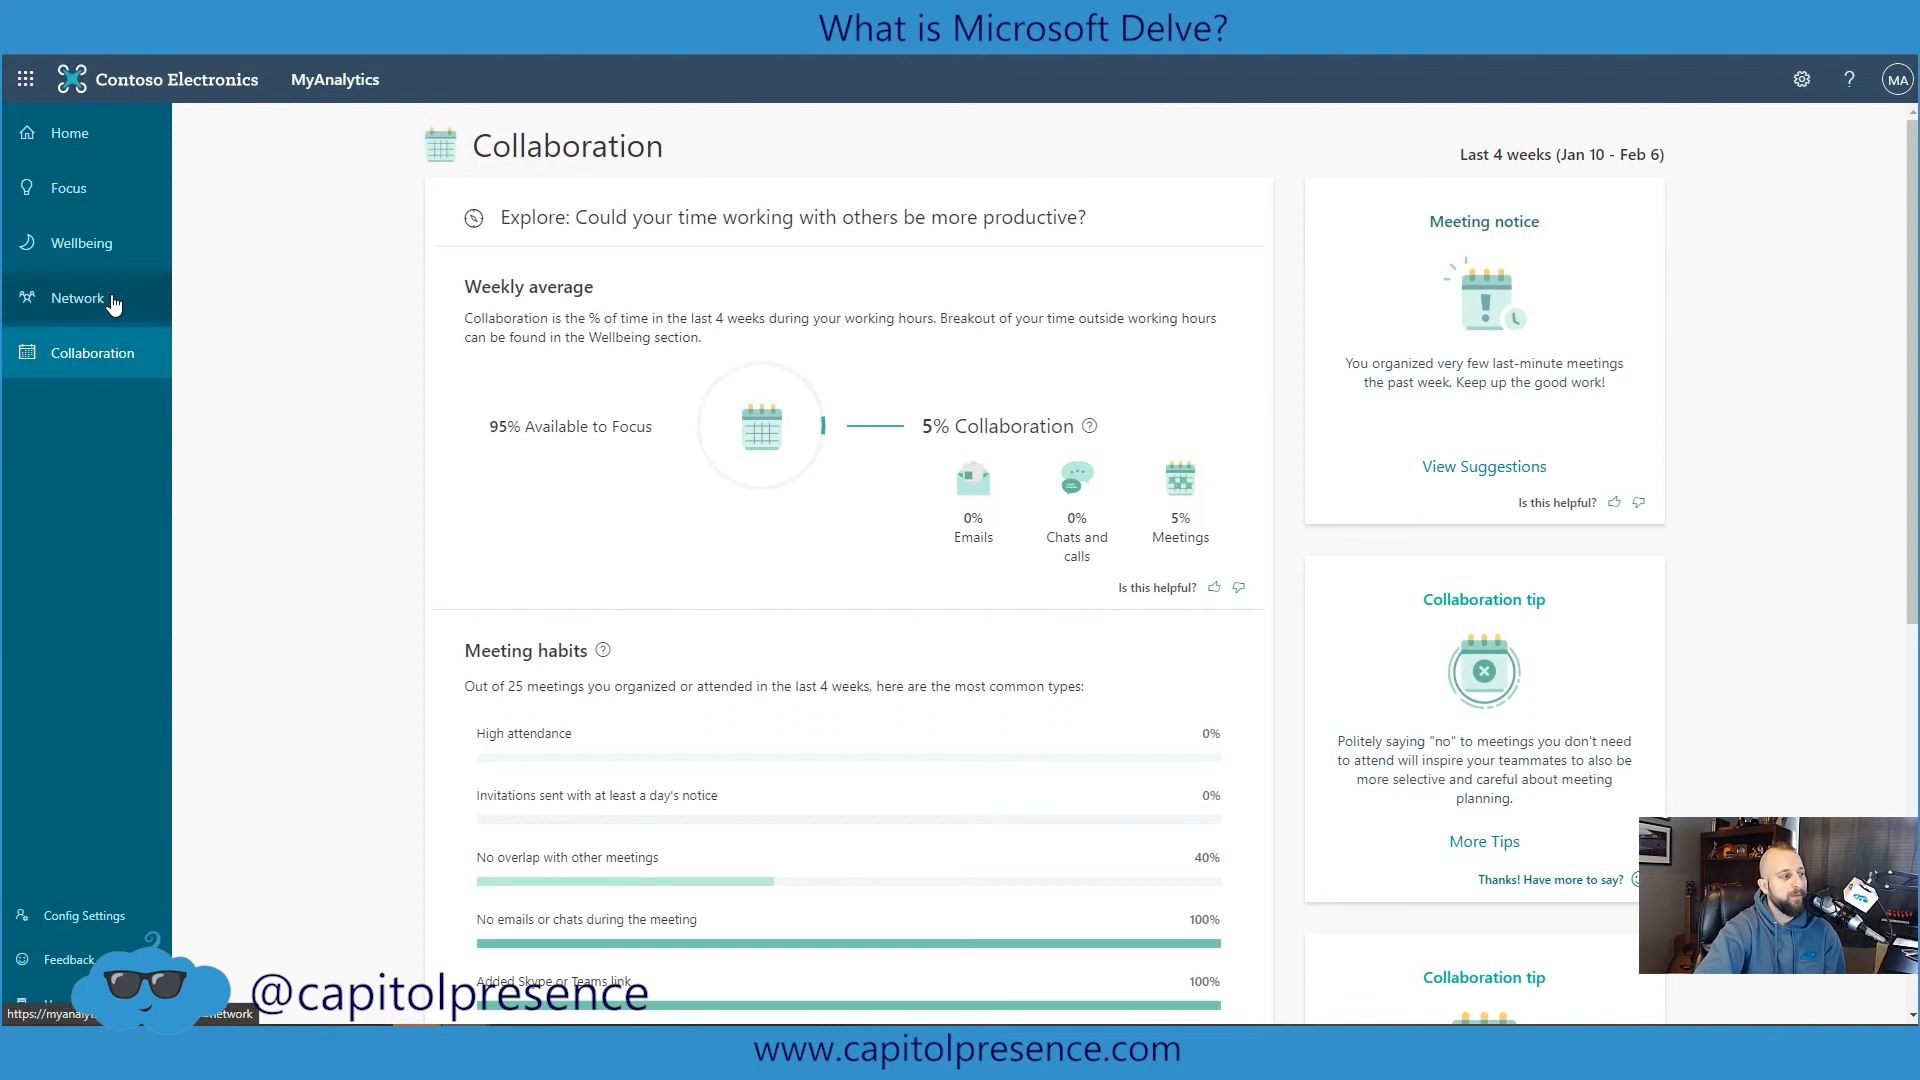 What is Microsoft Delve?
Contoso Electronics
MyAnalytics
?
MA
Home
Focus
Wellbeing
Network
Collaboration
Config Settings
Feedback
Collaboration
Last 4 weeks (Jan 10 - Feb 6)
Explore: Could your time working with others be more productive?
Weekly average
Collaboration is the % of time in the last 4 weeks during your working hours. Breakout of your time outside working hours
can be found in the Wellbeing section.
95% Available to Focus
5% Collaboration ?
0%
Emails
0%
Chats and
calls
5%
Meetings
Is this helpful?
Meeting habits ?
Out of 25 meetings you organized or attended in the last 4 weeks, here are the most common types:
High attendance 0%
Invitations sent with at least a day's notice 0%
No overlap with other meetings 40%
No emails or chats during the meeting 100%
Added Skype or Teams link 100%
Meeting notice
You organized very few last-minute meetings
the past week. Keep up the good work!
View Suggestions
Is this helpful?
Collaboration tip
Politely saying "no" to meetings you don't need
to attend will inspire your teammates to also be
more selective and careful about meeting
planning.
More Tips
Thanks! Have more to say?
Collaboration tip
@capitolpresence
www.capitolpresence.com